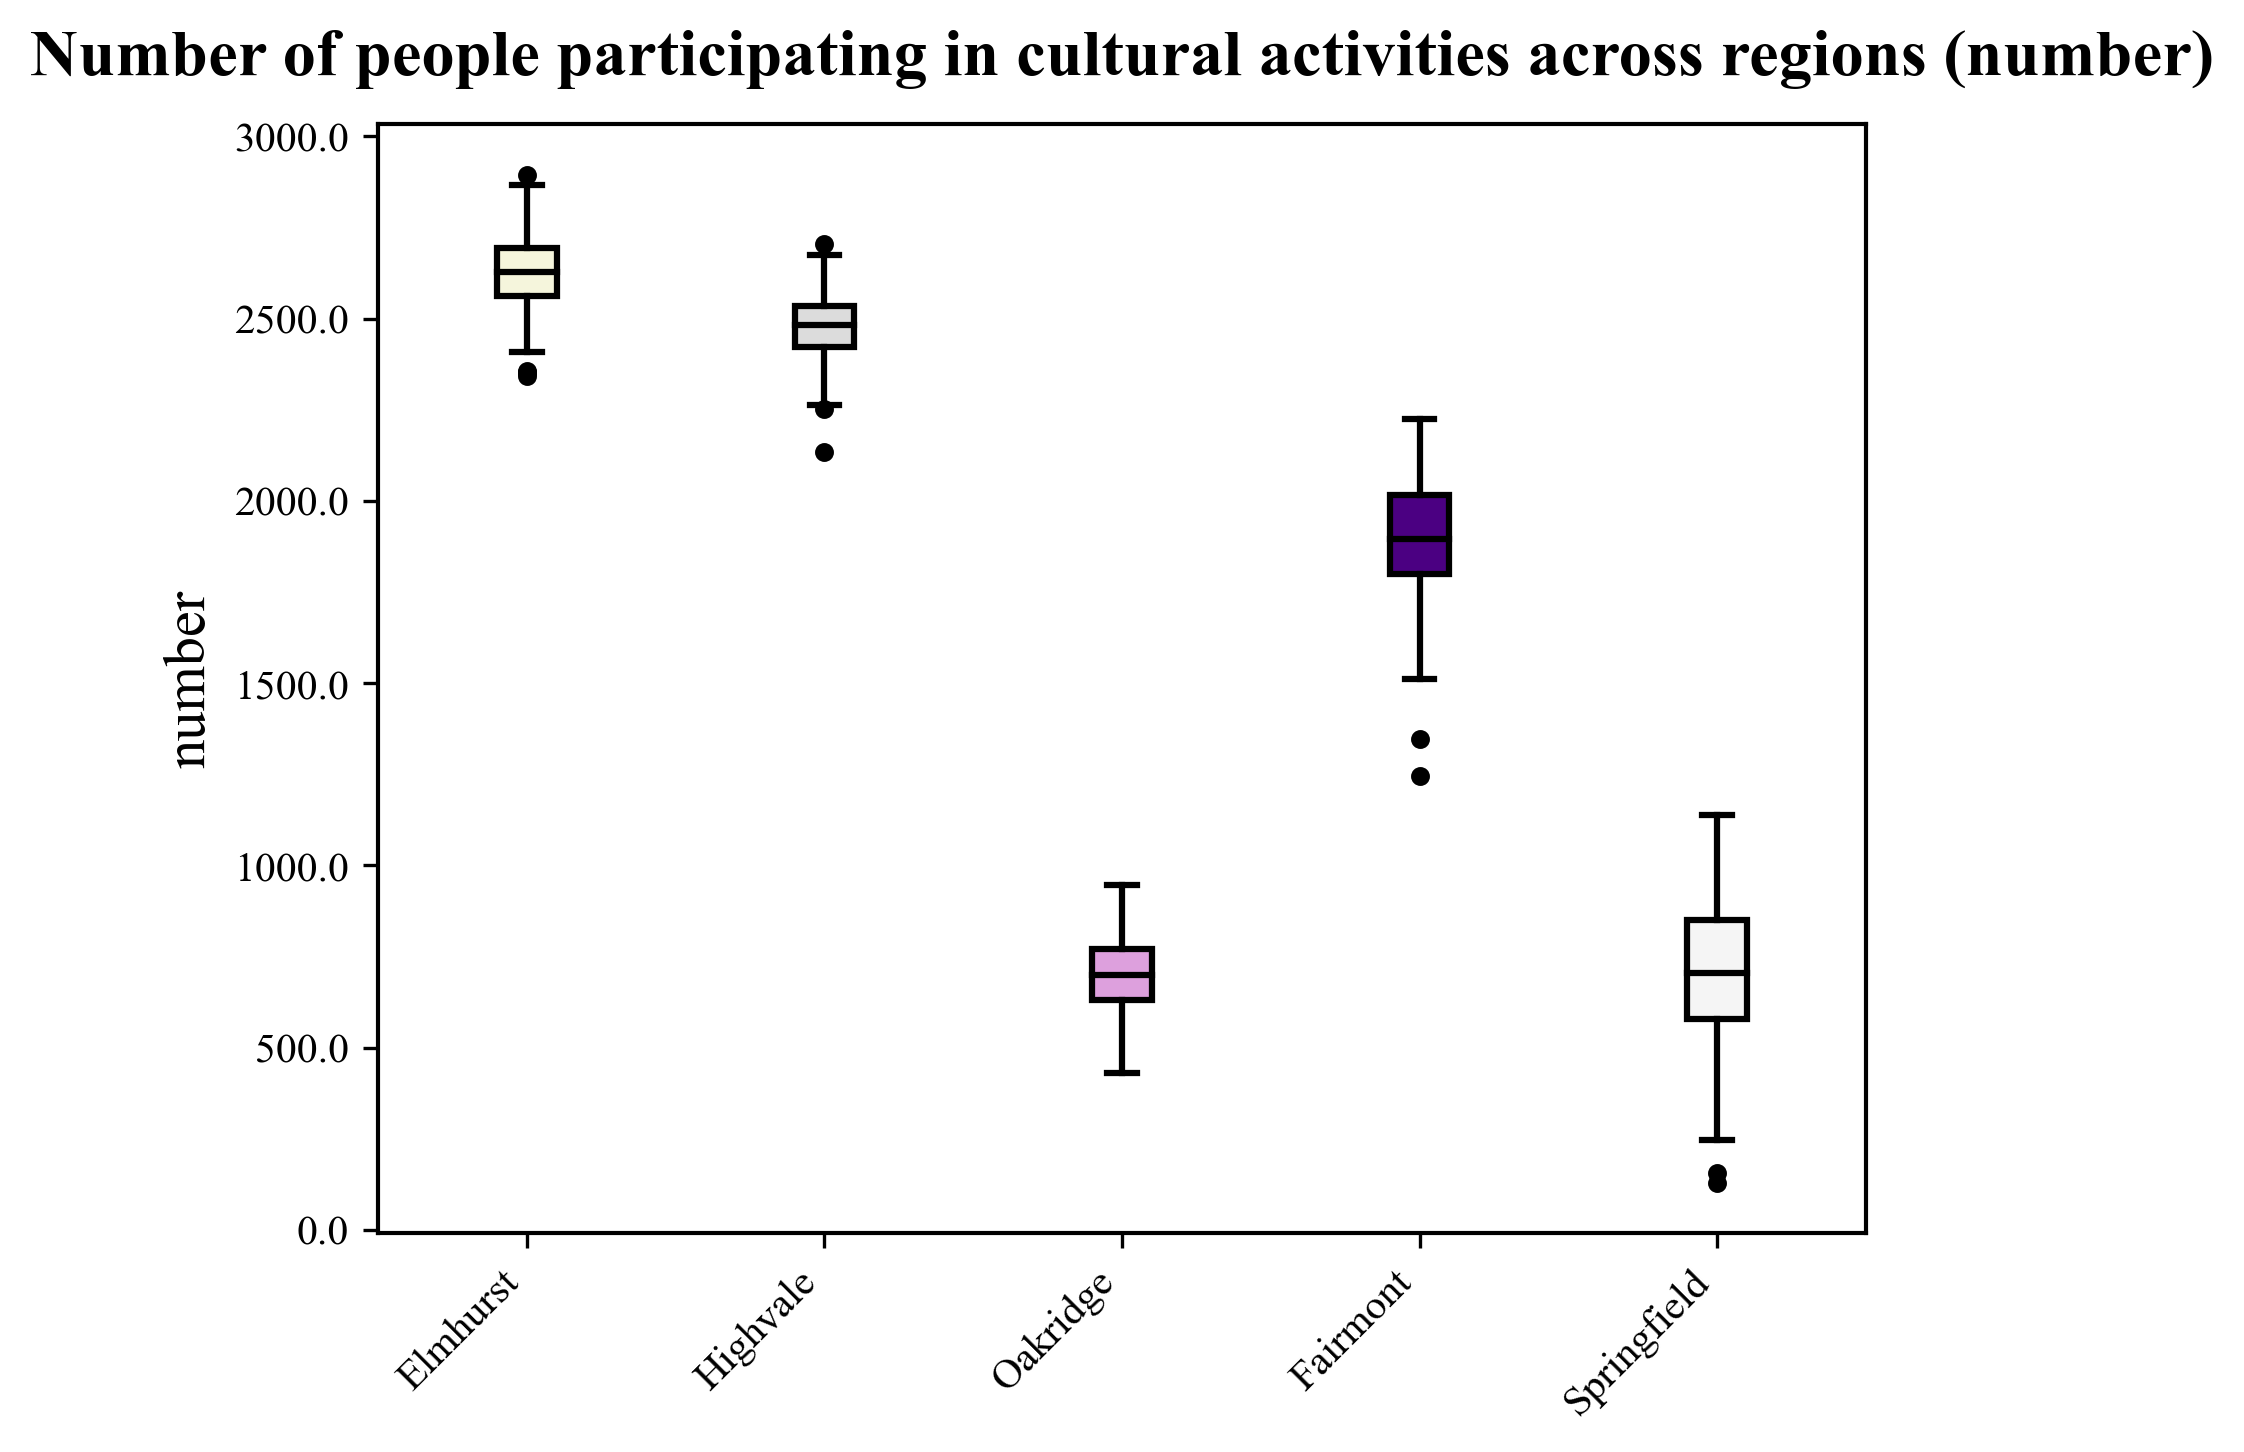 Number of people participating in cultural activities across regions (number)
number
3000.0
2500.0
2000.0
1500.0
1000.0
500.0
0.0
Elmhurst
Highvale
Oakridge
Fairmont
Springfield